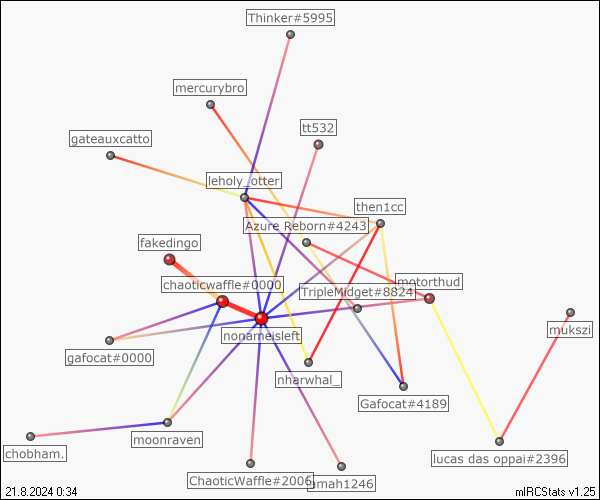 Thinker#5995
mercurybro
tt532
gateauxcatto
leholy_otter
then1cc
Azure Reborn#4243
fakedingo
chaoticwaffle#0000
motorthud
TripleMidget#8824
mukszi
nonameisleft
gafocat#0000
nharwhal_
Gafocat#4189
moonraven
chobham.
lucas das oppai#2396
ChaoticWaffle#2006
21.8.2024 0:34
mIRCStats v1.25